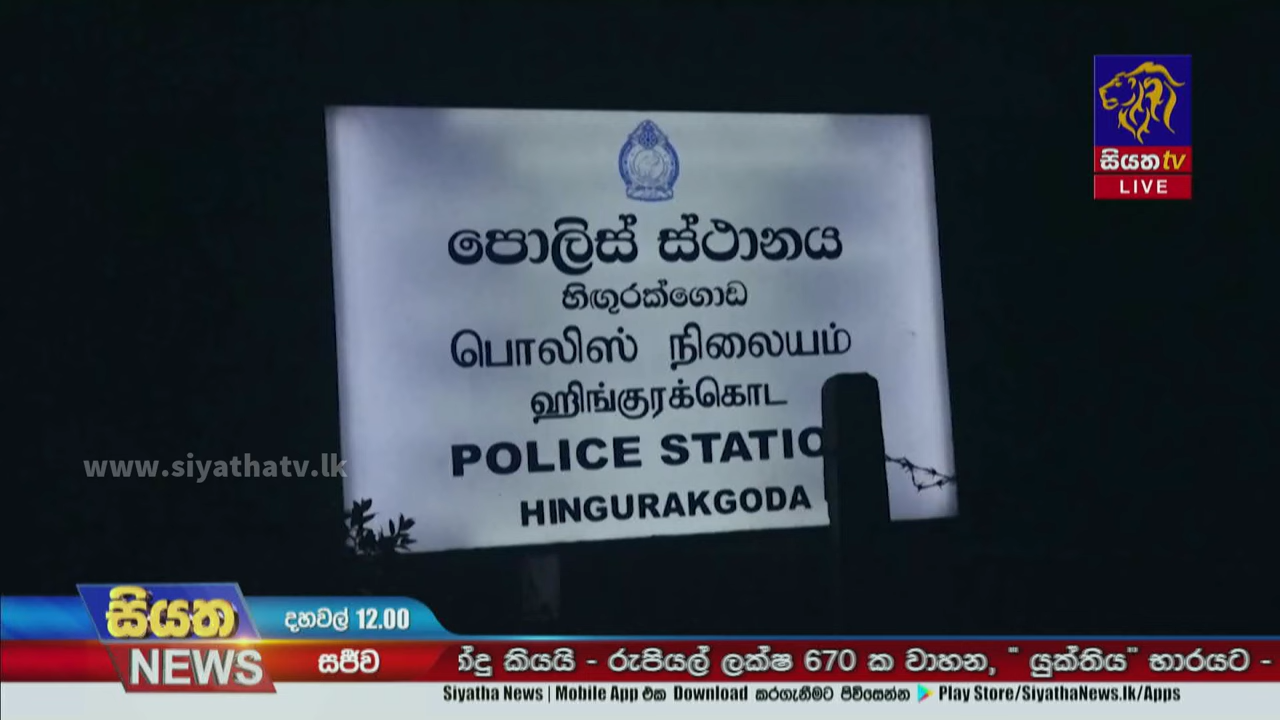 සියත tv
LIVE
පොලිස් ස්ථානය
හිඟුරක්ගොඩ
பொலிஸ் நிலையம்
ஹிங்குரக்கொட
POLICE STATIO
HINGURAKGODA
www.siyathatv.lk
සියත
NEWS
දහවල් 12.00
සජීව
හ්දු කියයි - රුපියල් ලක්ෂ 670 ක වාහන, " යුක්තිය" භාරයට -
Siyatha News | Mobile App එක Download කරගැනීමට පිවිසෙන්න Play Store/SiyathaNews.lk/Apps